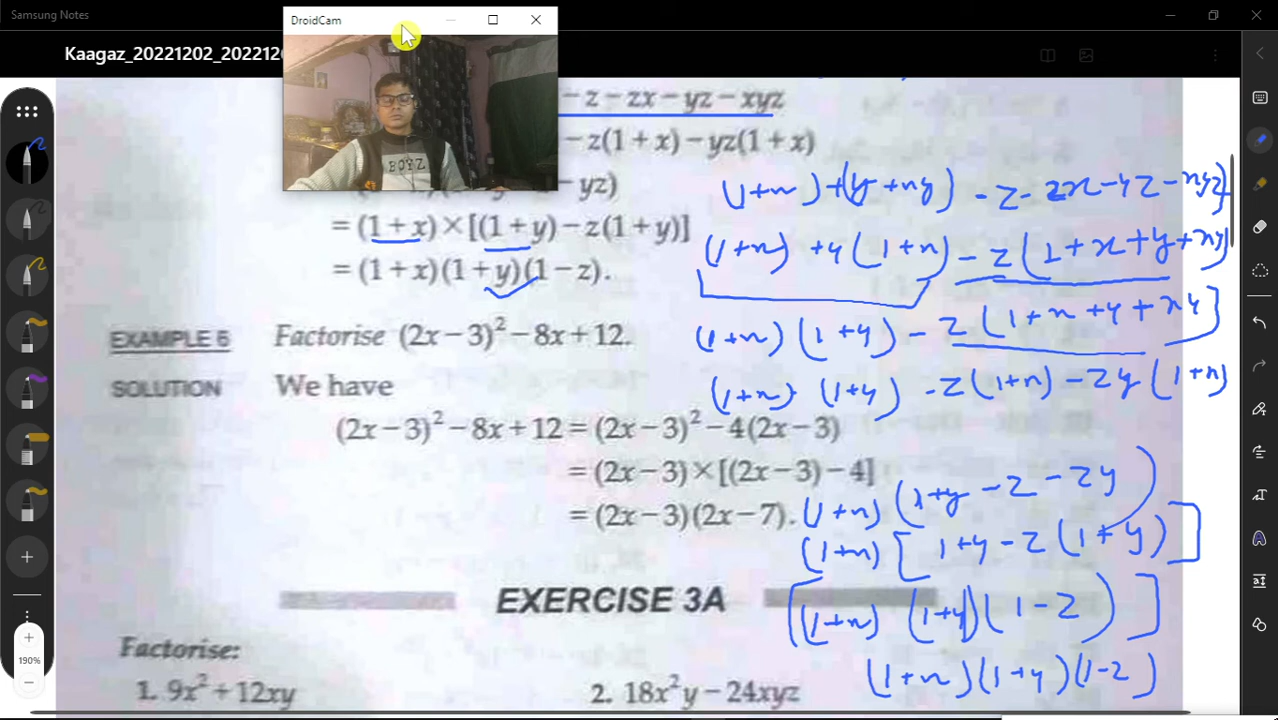 Samsung Notes
DroidCam
Kaagaz_20221202_202212
BOYZ
- z - zx - yz - xyz
- z(1 + x) - yz(1 + x)
- yz)
= (1 + x) × [(1 + y) - z(1 + y)]
= (1 + x)(1 + y)(1 - z).
(1+x) + (y + xy) - z - zx - yz - xyz
(1+x) + y(1+x) - z(1+x+y+xy)
(1+x)(1+y) - z(1+x+y+xy]
(1+x) (1+y) - z(1+x) - zy(1+x)
(1+x)(1+y - z - zy)
(1+x)[1+y - z(1+y)]
[(1+x) (1+y)(1-z)]
(1+x)(1+y)(1-z)
EXAMPLE 5 Factorise (2x - 3)² - 8x + 12.
SOLUTION We have
(2x - 3)² - 8x + 12 = (2x - 3)² - 4(2x - 3)
= (2x - 3) × [(2x - 3) - 4]
= (2x - 3)(2x - 7).
EXERCISE 3A
Factorise:
1. 9x² + 12xy 2. 18x²y - 24xyz
190%